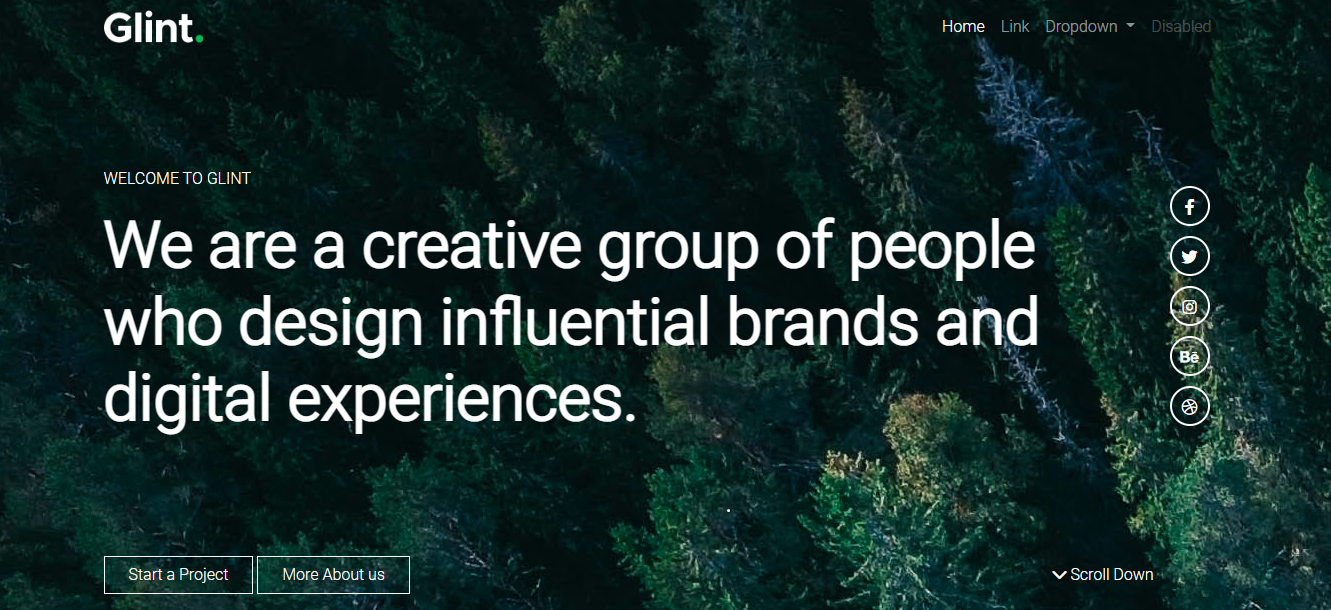 Glint.
Home Link Dropdown Disabled
WELCOME TO GLINT
We are a creative group of people
who design influential brands and
digital experiences.
Bē
Start a Project More About us
Scroll Down